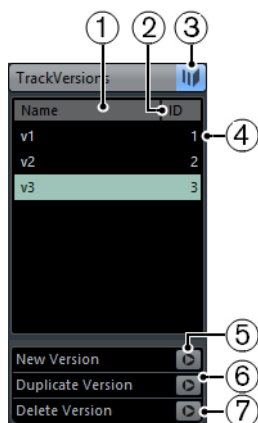 1 2 3
TrackVersions
Name ID
v1 1 4
v2 2
v3 3
5
New Version
Duplicate Version 6
Delete Version 7